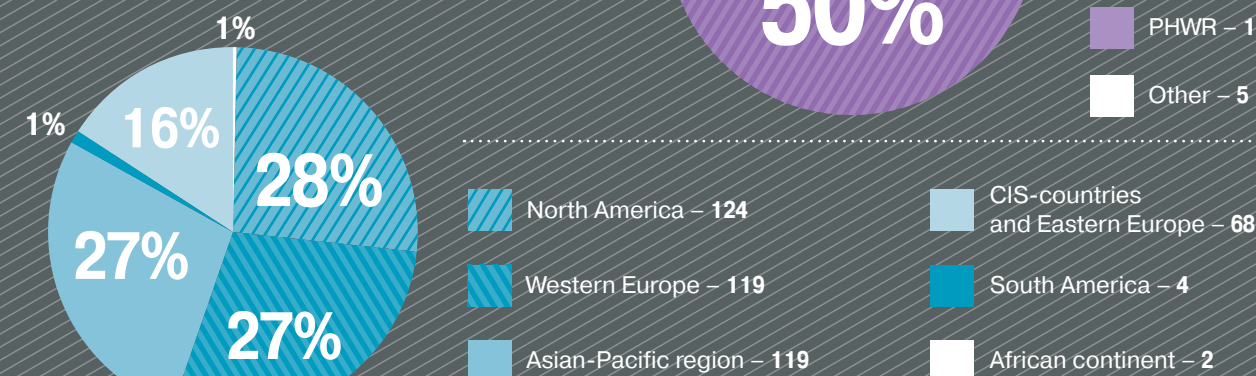 50%
PHWR –
Other – 5
1%
16%
1%
28%
27%
27%
North America – 124
Western Europe – 119
Asian-Pacific region – 119
CIS-countries
and Eastern Europe – 68
South America – 4
African continent – 2